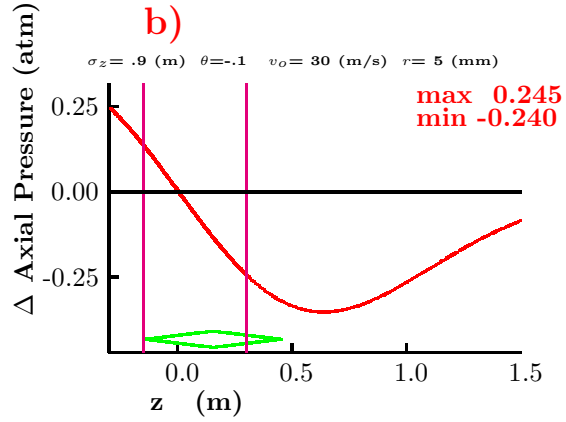 b)
σz= .9 (m) θ=-.1 vo= 30 (m/s) r= 5 (mm)
max 0.245
min -0.240
Δ Axial Pressure (atm)
0.25
0.00
-0.25
0.0 0.5 1.0 1.5
z (m)